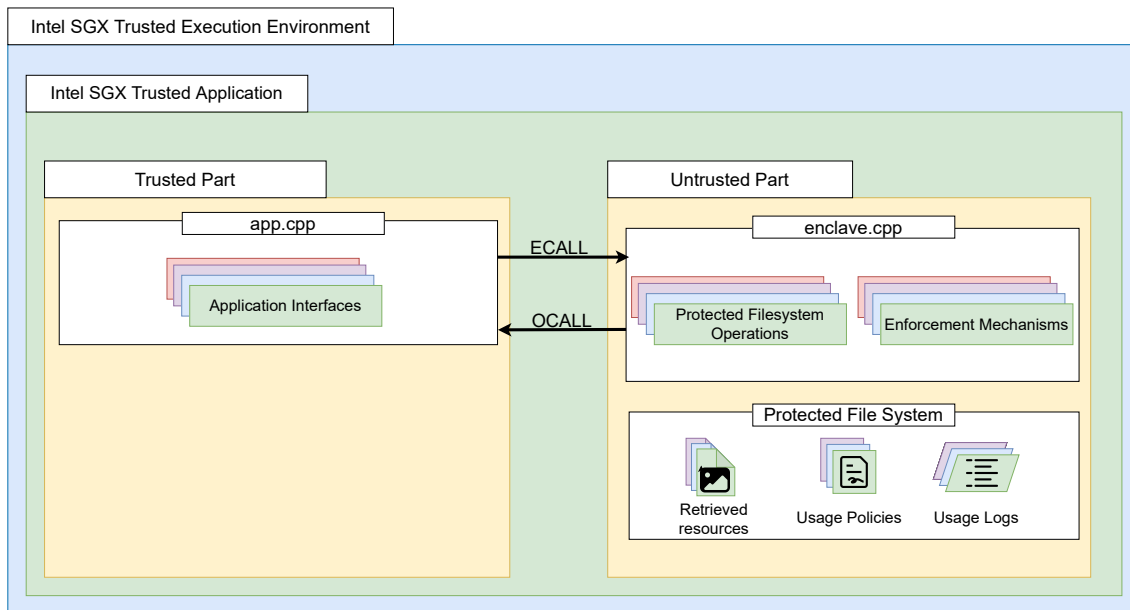 Intel SGX Trusted Execution Environment
Intel SGX Trusted Application
Trusted Part
app.cpp
Application Interfaces
ECALL
OCALL
Untrusted Part
enclave.cpp
Protected Filesystem
Operations
Enforcement Mechanisms
Protected File System
Retrieved
resources
Usage Policies
Usage Logs